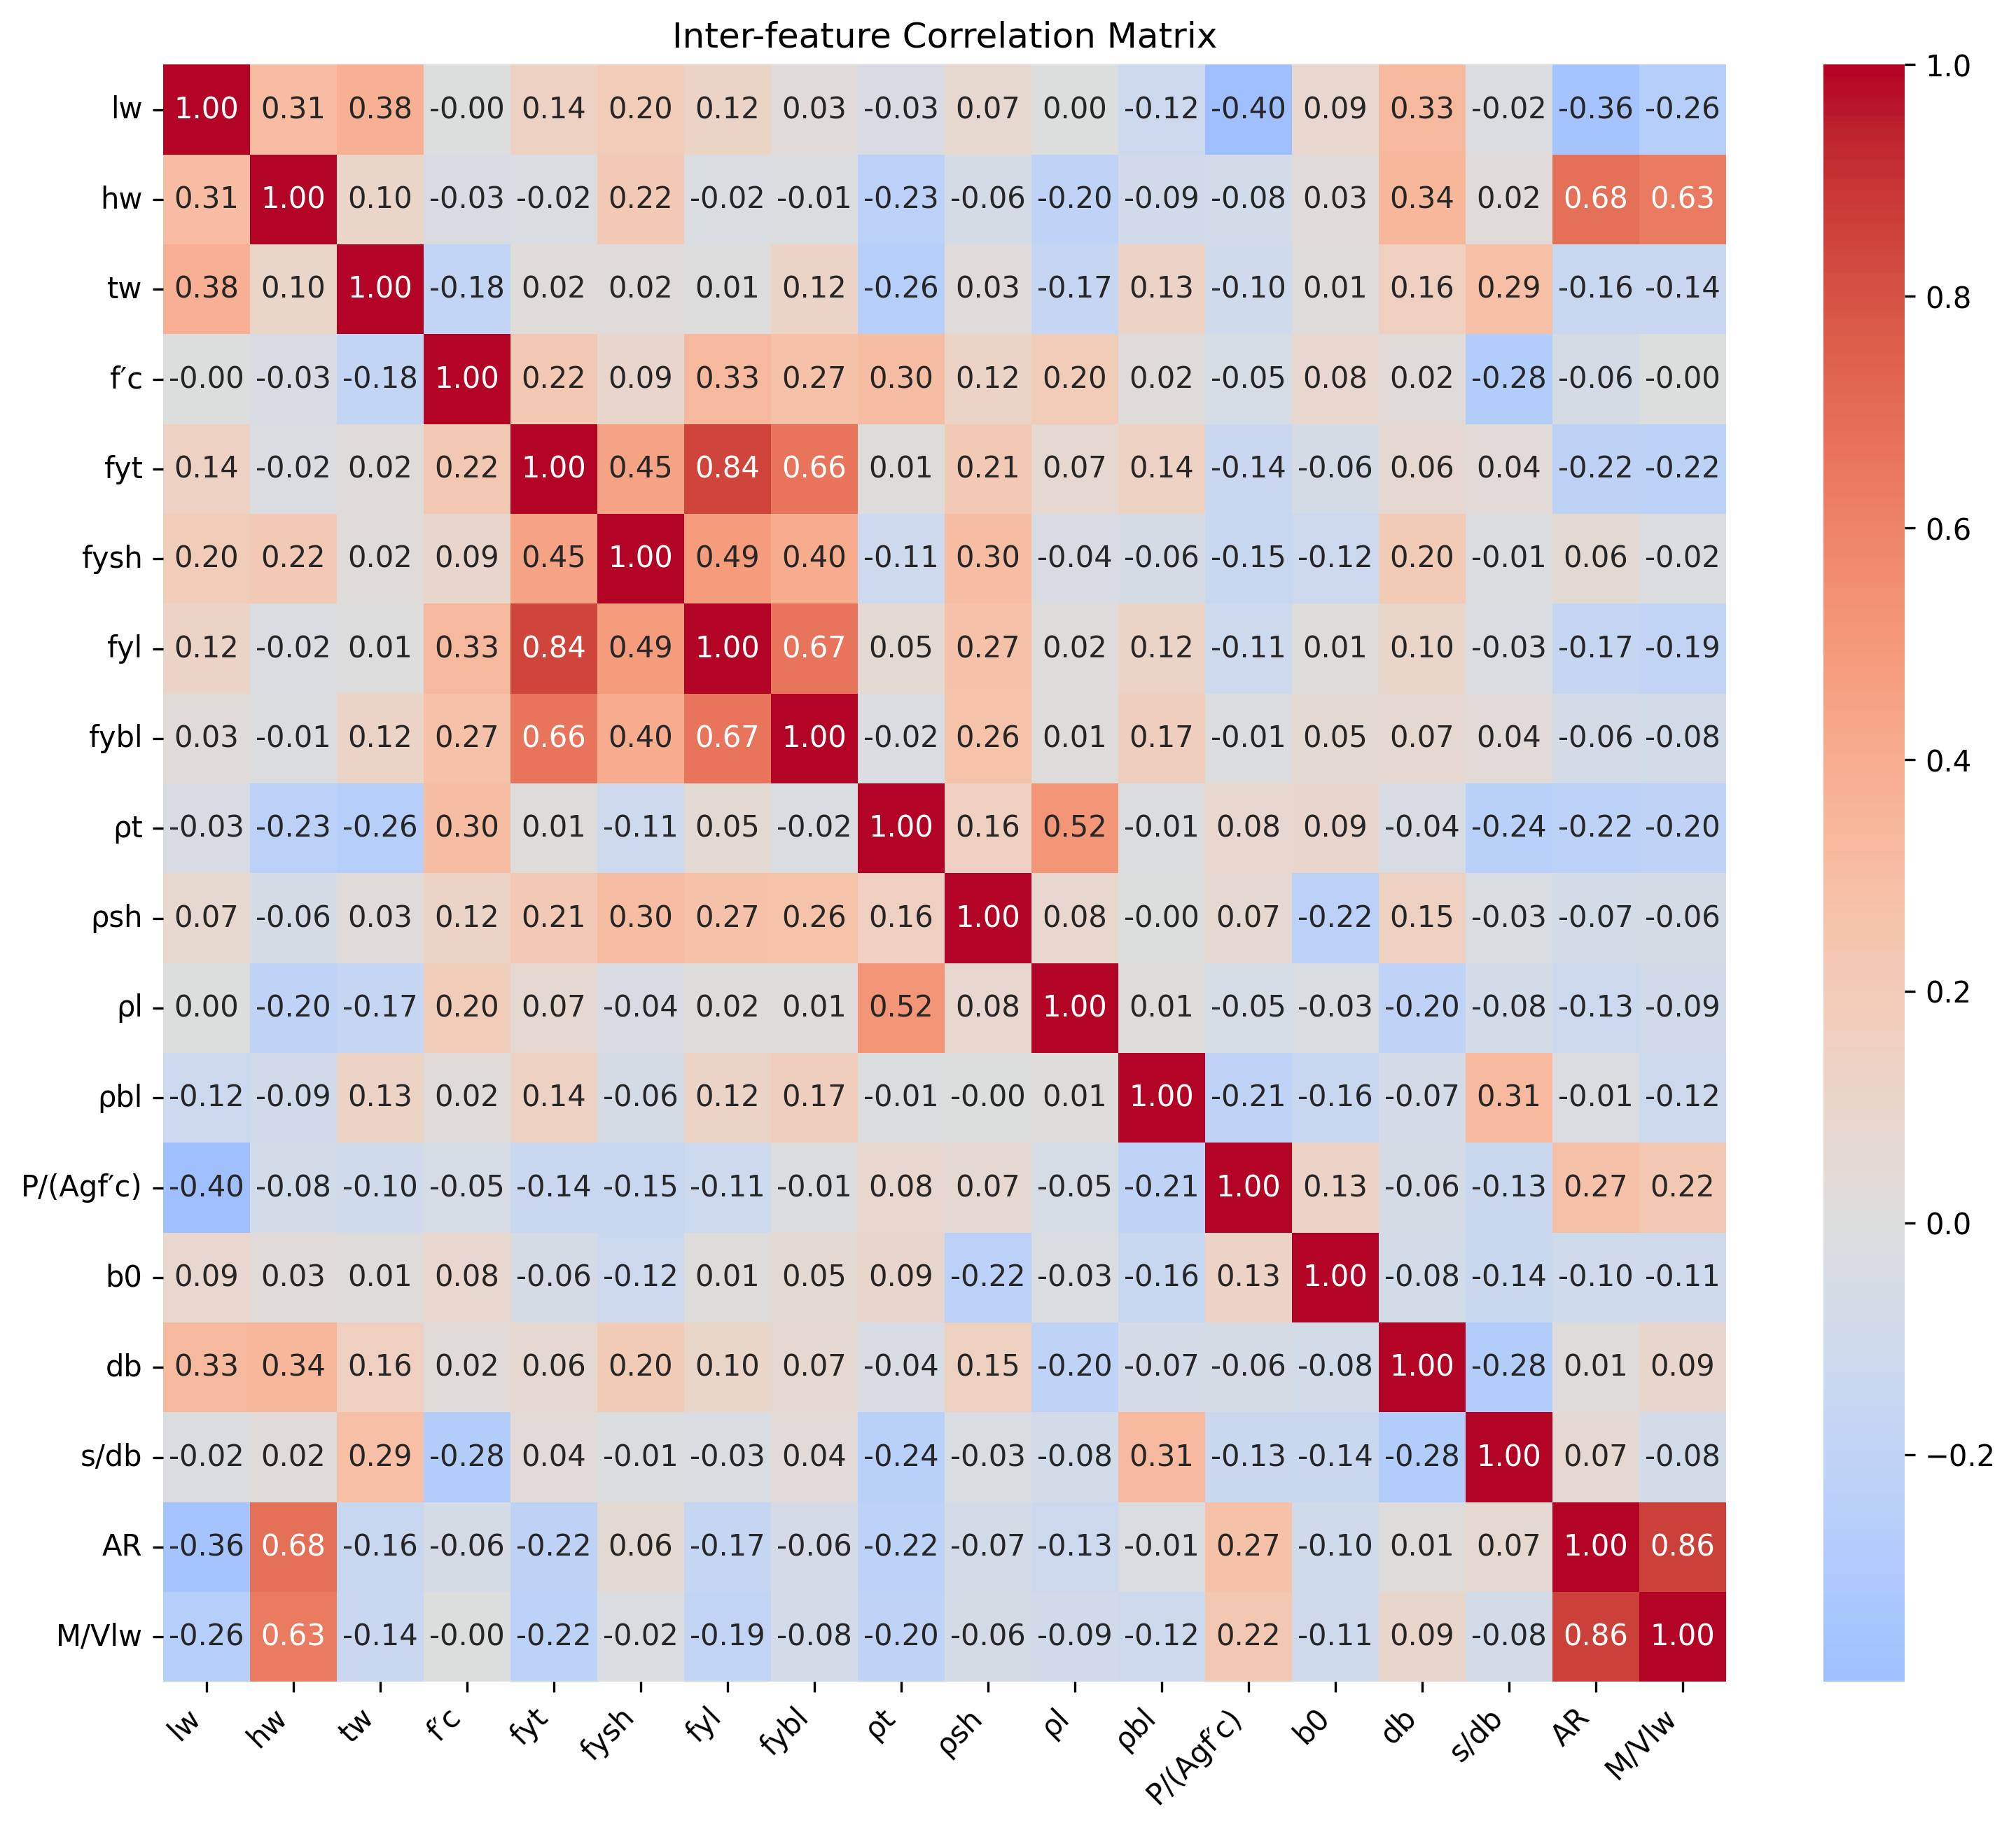 Inter-feature Correlation Matrix
lw 1.00 0.31 0.38 -0.00 0.14 0.20 0.12 0.03 -0.03 0.07 0.00 -0.12 -0.40 0.09 0.33 -0.02 -0.36 -0.26
hw 0.31 1.00 0.10 -0.03 -0.02 0.22 -0.02 -0.01 -0.23 -0.06 -0.20 -0.09 -0.08 0.03 0.34 0.02 0.68 0.63
tw 0.38 0.10 1.00 -0.18 0.02 0.02 0.01 0.12 -0.26 0.03 -0.17 0.13 -0.10 0.01 0.16 0.29 -0.16 -0.14
f′c -0.00 -0.03 -0.18 1.00 0.22 0.09 0.33 0.27 0.30 0.12 0.20 0.02 -0.05 0.08 0.02 -0.28 -0.06 -0.00
fyt 0.14 -0.02 0.02 0.22 1.00 0.45 0.84 0.66 0.01 0.21 0.07 0.14 -0.14 -0.06 0.06 0.04 -0.22 -0.22
fysh 0.20 0.22 0.02 0.09 0.45 1.00 0.49 0.40 -0.11 0.30 -0.04 -0.06 -0.15 -0.12 0.20 -0.01 0.06 -0.02
fyl 0.12 -0.02 0.01 0.33 0.84 0.49 1.00 0.67 0.05 0.27 0.02 0.12 -0.11 0.01 0.10 -0.03 -0.17 -0.19
fybl 0.03 -0.01 0.12 0.27 0.66 0.40 0.67 1.00 -0.02 0.26 0.01 0.17 -0.01 0.05 0.07 0.04 -0.06 -0.08
ρt -0.03 -0.23 -0.26 0.30 0.01 -0.11 0.05 -0.02 1.00 0.16 0.52 -0.01 0.08 0.09 -0.04 -0.24 -0.22 -0.20
ρsh 0.07 -0.06 0.03 0.12 0.21 0.30 0.27 0.26 0.16 1.00 0.08 -0.00 0.07 -0.22 0.15 -0.03 -0.07 -0.06
ρl 0.00 -0.20 -0.17 0.20 0.07 -0.04 0.02 0.01 0.52 0.08 1.00 0.01 -0.05 -0.03 -0.20 -0.08 -0.13 -0.09
ρbl -0.12 -0.09 0.13 0.02 0.14 -0.06 0.12 0.17 -0.01 -0.00 0.01 1.00 -0.21 -0.16 -0.07 0.31 -0.01 -0.12
P/(Agf′c) -0.40 -0.08 -0.10 -0.05 -0.14 -0.15 -0.11 -0.01 0.08 0.07 -0.05 -0.21 1.00 0.13 -0.06 -0.13 0.27 0.22
b0 0.09 0.03 0.01 0.08 -0.06 -0.12 0.01 0.05 0.09 -0.22 -0.03 -0.16 0.13 1.00 -0.08 -0.14 -0.10 -0.11
db 0.33 0.34 0.16 0.02 0.06 0.20 0.10 0.07 -0.04 0.15 -0.20 -0.07 -0.06 -0.08 1.00 -0.28 0.01 0.09
s/db -0.02 0.02 0.29 -0.28 0.04 -0.01 -0.03 0.04 -0.24 -0.03 -0.08 0.31 -0.13 -0.14 -0.28 1.00 0.07 -0.08
AR -0.36 0.68 -0.16 -0.06 -0.22 0.06 -0.17 -0.06 -0.22 -0.07 -0.13 -0.01 0.27 -0.10 0.01 0.07 1.00 0.86
M/Vlw -0.26 0.63 -0.14 -0.00 -0.22 -0.02 -0.19 -0.08 -0.20 -0.06 -0.09 -0.12 0.22 -0.11 0.09 -0.08 0.86 1.00
lw hw tw f′c fyt fysh fyl fybl ρt ρsh ρl ρbl P/(Agf′c) b0 db s/db AR M/Vlw
1.0
0.8
0.6
0.4
0.2
0.0
−0.2